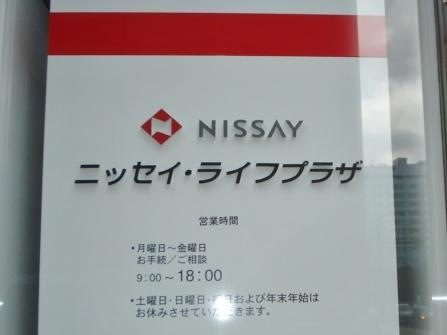 NISSAY
ニッセイ・ライフプラザ
営業時間
・月曜日～金曜日
お手続／ご相談
9:00～18:00
・土曜日・日曜日・祝日および年末年始は
お休みさせていただきます。